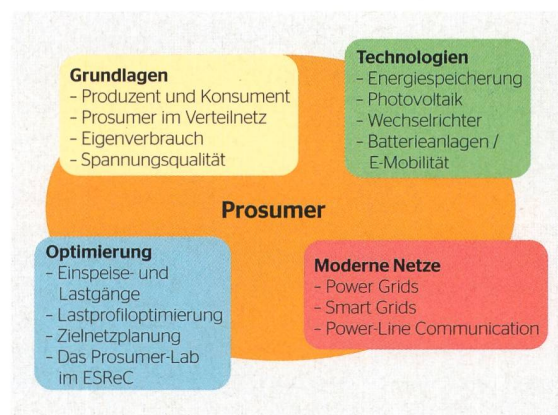 Grundlagen
– Produzent und Konsument
– Prosumer im Verteilnetz
– Eigenverbrauch
– Spannungsqualität
Technologien
– Energiespeicherung
– Photovoltaik
– Wechselrichter
– Batterieanlagen /
E-Mobilität
Prosumer
Optimierung
– Einspeise- und
Lastgänge
– Lastprofiloptimierung
– Zielnetzplanung
– Das Prosumer-Lab
im ESReC
Moderne Netze
– Power Grids
– Smart Grids
– Power-Line Communication